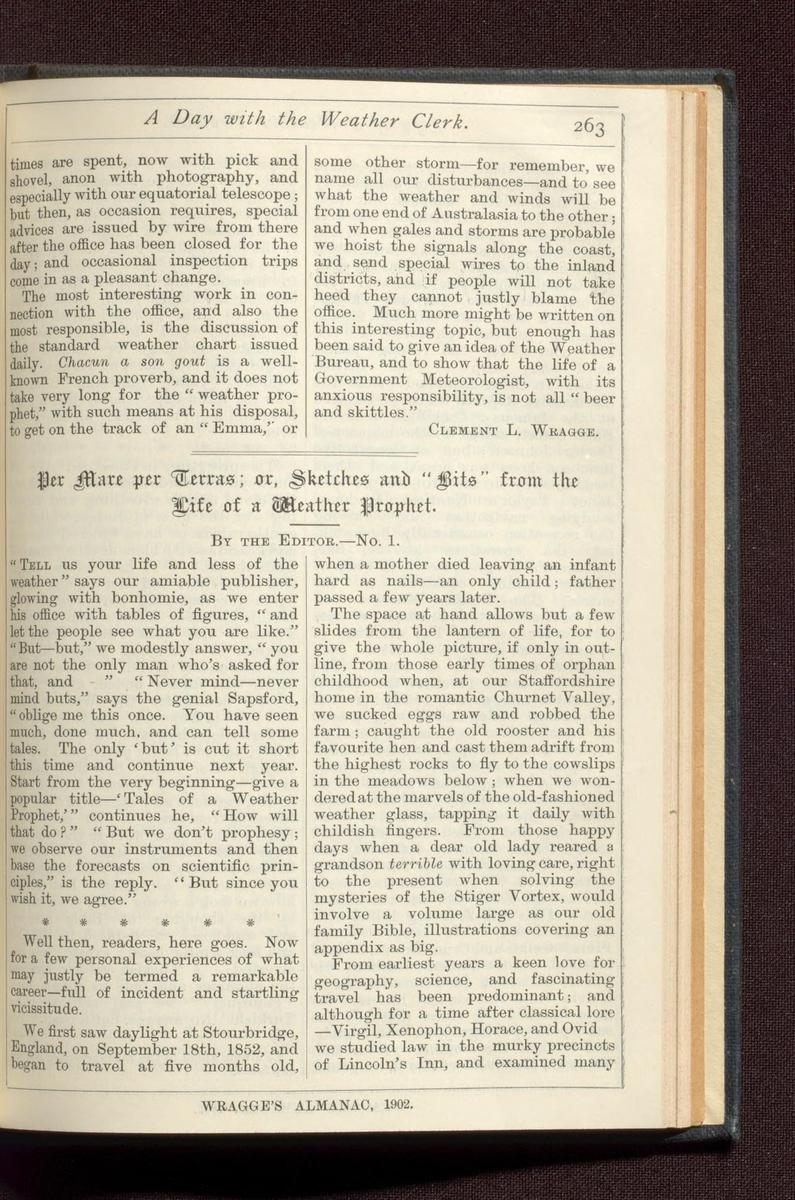 A Day with the Weather Clerk.
263
times are spent, now with pick and
shovel, anon with photography, and
especially with our equatorial telescope;
but then, as occasion requires, special
advices are issued by wire from there
after the office has been closed for the
day; and occasional inspection trips
come in as a pleasant change.
The most interesting work in con-
nection with the office, and also the
most responsible, is the discussion of
the standard weather chart issued
daily. Chacun a son gout is a well-
known French proverb, and it does not
take very long for the "weather pro-
phet," with such means at his disposal,
to get on the track of an "Emma," or
some other storm—for remember, we
name all our disturbances—and to see
what the weather and winds will be
from one end of Australasia to the other;
and when gales and storms are probable
we hoist the signals along the coast,
and send special wires to the inland
districts, and if people will not take
heed they cannot justly blame the
office. Much more might be written on
this interesting topic, but enough has
been said to give an idea of the Weather
Bureau, and to show that the life of a
Government Meteorologist, with its
anxious responsibility, is not all "beer
and skittles."
CLEMENT L. WRAGGE.
Per Mare per Terras; or, Sketches and "Bits" from the
Life of a Weather Prophet.
BY THE EDITOR.—No. 1.
"TELL us your life and less of the
weather" says our amiable publisher,
glowing with bonhomie, as we enter
his office with tables of figures, "and
let the people see what you are like."
"But—but," we modestly answer, "you
are not the only man who's asked for
that, and - " "Never mind—never
mind buts," says the genial Sapsford,
"oblige me this once. You have seen
much, done much, and can tell some
tales. The only 'but' is cut it short
this time and continue next year.
Start from the very beginning—give a
popular title—'Tales of a Weather
Prophet,'" continues he, "How will
that do?" "But we don't prophesy;
we observe our instruments and then
base the forecasts on scientific prin-
ciples," is the reply. "But since you
wish it, we agree."
* * * * * *
Well then, readers, here goes. Now
for a few personal experiences of what
may justly be termed a remarkable
career—full of incident and startling
vicissitude.
We first saw daylight at Stourbridge,
England, on September 18th, 1852, and
began to travel at five months old,
when a mother died leaving an infant
hard as nails—an only child; father
passed a few years later.
The space at hand allows but a few
slides from the lantern of life, for to
give the whole picture, if only in out-
line, from those early times of orphan
childhood when, at our Staffordshire
home in the romantic Churnet Valley,
we sucked eggs raw and robbed the
farm; caught the old rooster and his
favourite hen and cast them adrift from
the highest rocks to fly to the cowslips
in the meadows below; when we won-
dered at the marvels of the old-fashioned
weather glass, tapping it daily with
childish fingers. From those happy
days when a dear old lady reared a
grandson terrible with loving care, right
to the present when solving the
mysteries of the Stiger Vortex, would
involve a volume large as our old
family Bible, illustrations covering an
appendix as big.
From earliest years a keen love for
geography, science, and fascinating
travel has been predominant; and
although for a time after classical lore
—Virgil, Xenophon, Horace, and Ovid
we studied law in the murky precincts
of Lincoln's Inn, and examined many
WRAGGE'S ALMANAC, 1902.